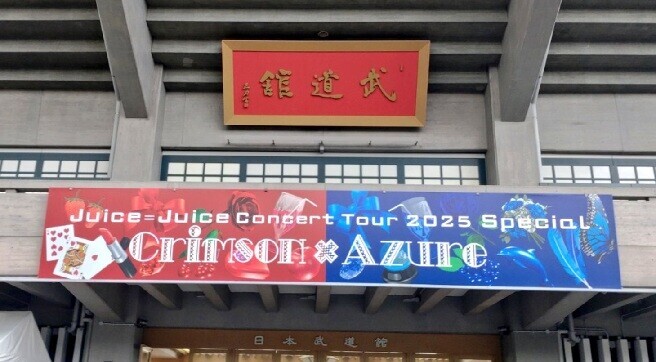 武道館
Juice=Juice Concert Tour 2025 Special
Crimson×Azure
日本武道館